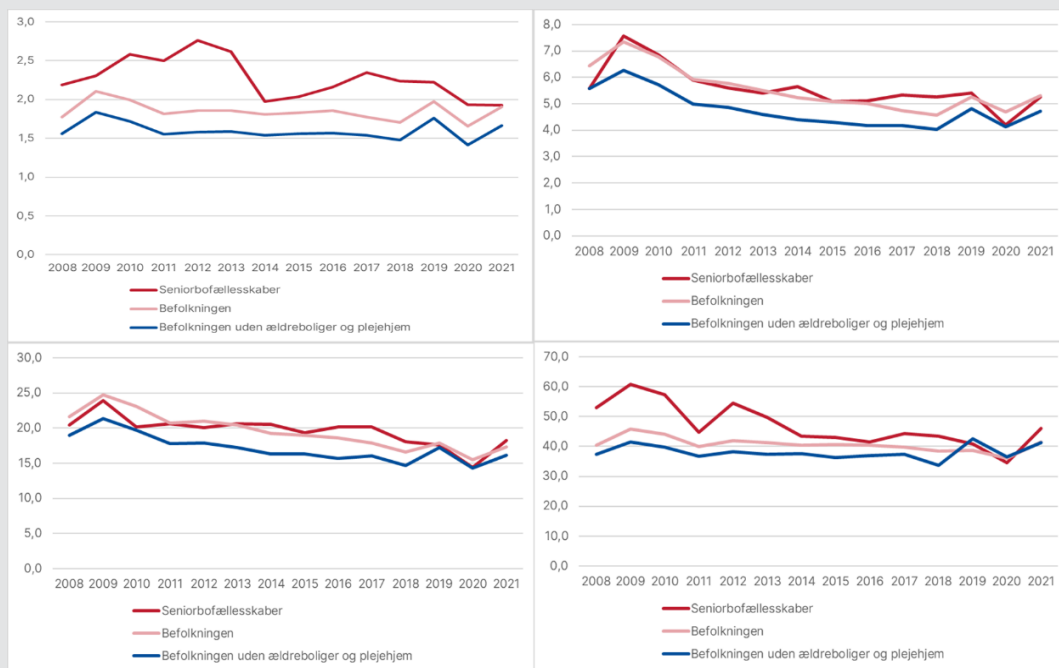 3,0
2,5
2,0
1,5
1,0
0,5
0,0
2008 2009 2010 2011 2012 2013 2014 2015 2016 2017 2018 2019 2020 2021
Seniorbofællesskaber
Befolkningen
Befolkningen uden ældreboliger og plejehjem
8,0
7,0
6,0
5,0
4,0
3,0
2,0
1,0
0,0
2008 2009 2010 2011 2012 2013 2014 2015 2016 2017 2018 2019 2020 2021
Seniorbofællesskaber
Befolkningen
Befolkningen uden ældreboliger og plejehjem
30,0
25,0
20,0
15,0
10,0
5,0
0,0
2008 2009 2010 2011 2012 2013 2014 2015 2016 2017 2018 2019 2020 2021
Seniorbofællesskaber
Befolkningen
Befolkningen uden ældreboliger og plejehjem
70,0
60,0
50,0
40,0
30,0
20,0
10,0
0,0
2008 2009 2010 2011 2012 2013 2014 2015 2016 2017 2018 2019 2020 2021
Seniorbofællesskaber
Befolkningen
Befolkningen uden ældreboliger og plejehjem